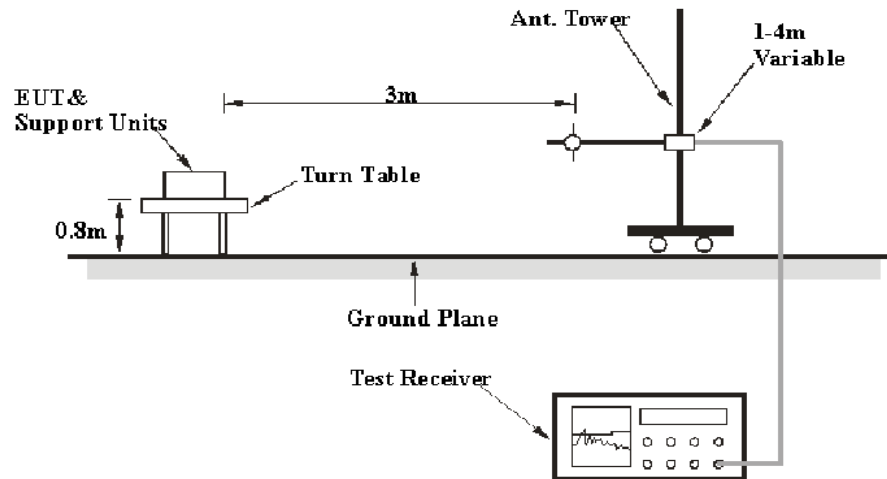 Ant. Tower
1-4m
Variable
3m
EUT&
Support Units
Turn Table
0.8m
Ground Plane
Test Receiver